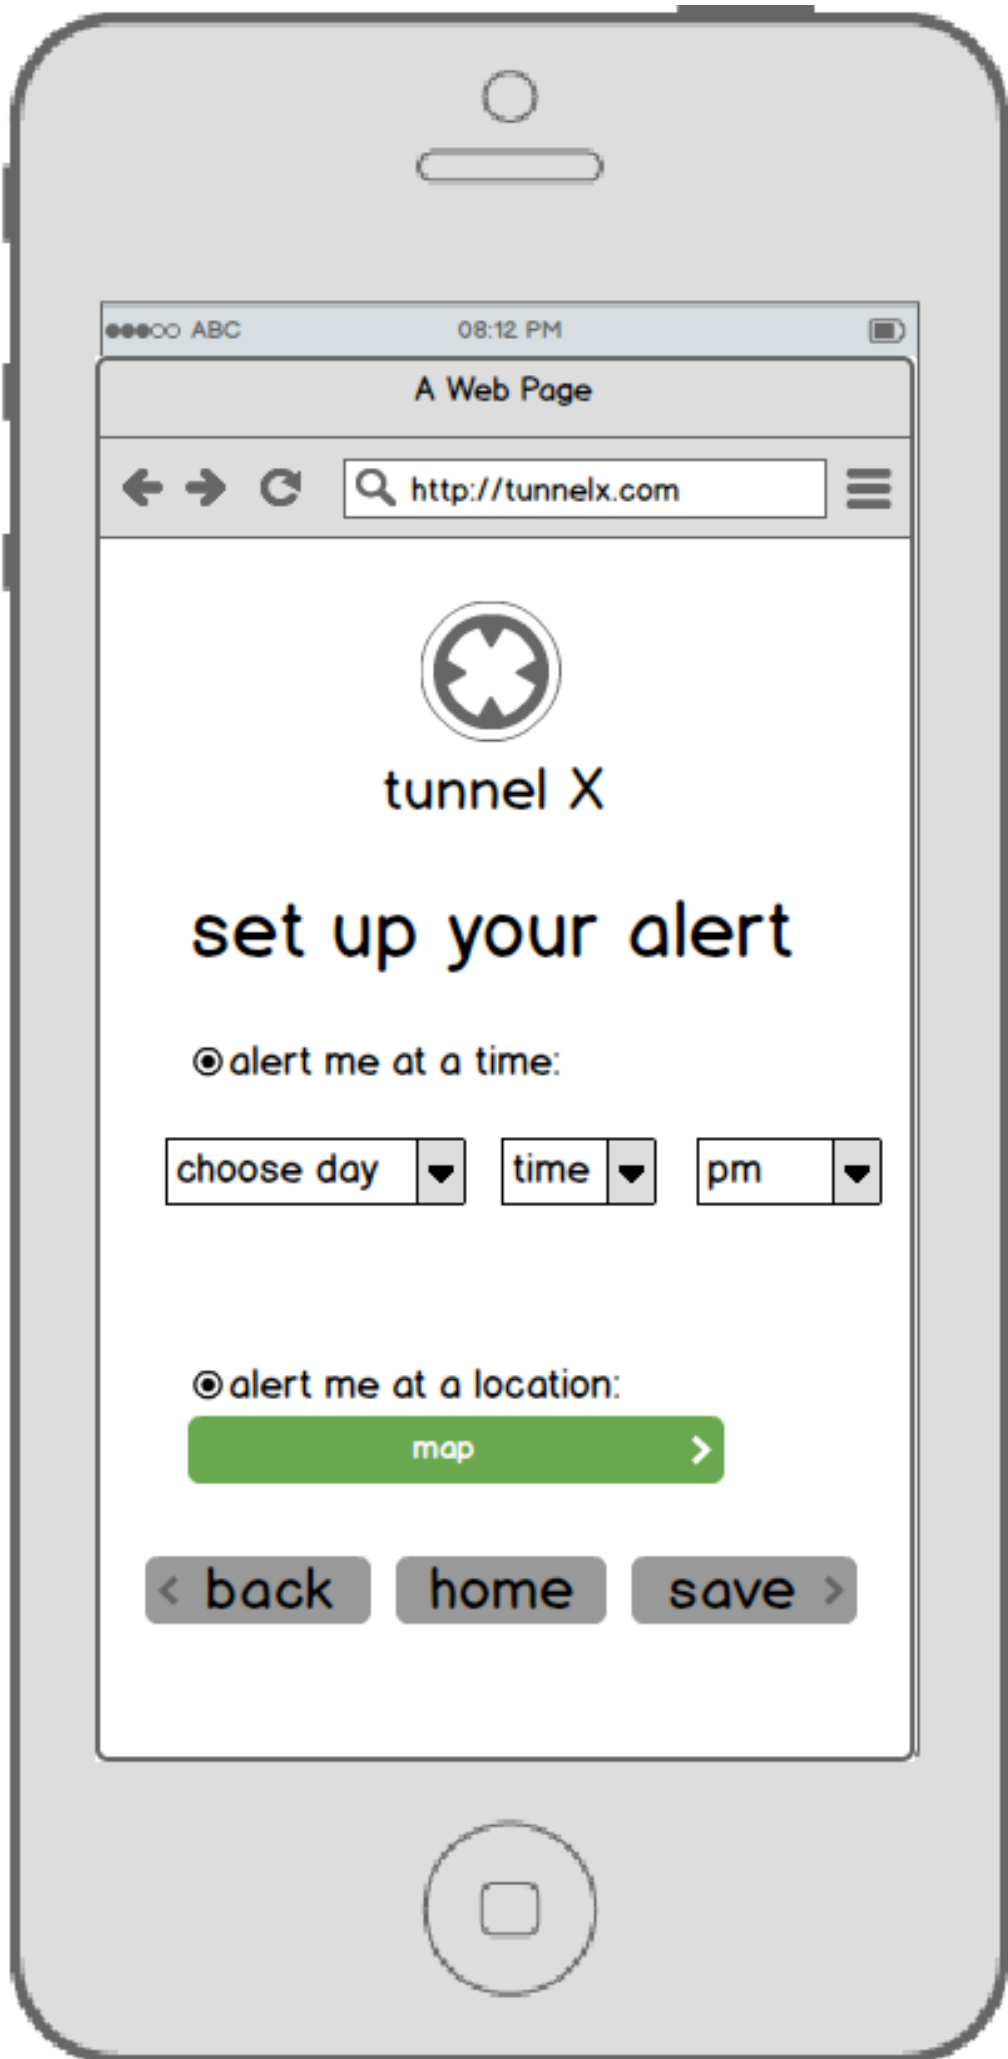 ABC 08:12 PM
A Web Page
http://tunnelx.com
tunnel X
set up your alert
alert me at a time:
choose day time pm
alert me at a location:
map
back home save